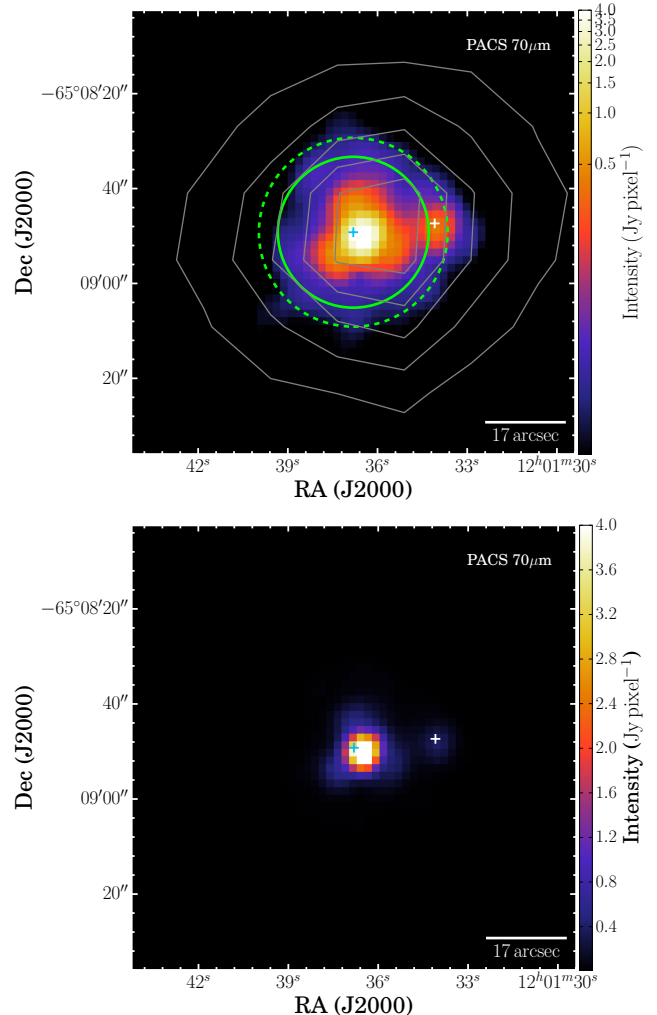 PACS 70μm
−65°08′20″
40″
09′00″
20″
Dec (J2000)
17 arcsec
42ˢ 39ˢ 36ˢ 33ˢ 12ʰ01ᵐ30ˢ
RA (J2000)
4.0
3.5
3.0
2.5
2.0
1.5
1.0
0.5
Intensity (Jy pixel⁻¹)
PACS 70μm
−65°08′20″
40″
09′00″
20″
Dec (J2000)
17 arcsec
42ˢ 39ˢ 36ˢ 33ˢ 12ʰ01ᵐ30ˢ
RA (J2000)
4.0
3.6
3.2
2.8
2.4
2.0
1.6
1.2
0.8
0.4
Intensity (Jy pixel⁻¹)